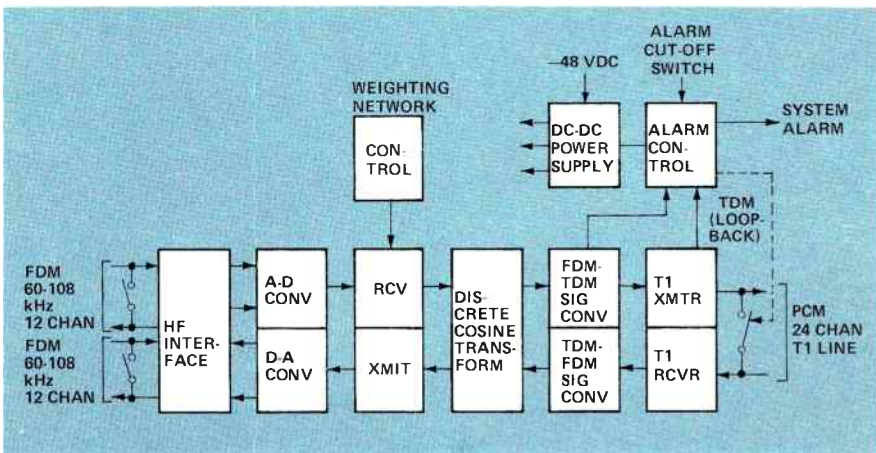 ALARM
CUT-OFF
SWITCH
–48 VDC
WEIGHTING
NETWORK
SYSTEM
ALARM
CON-
TROL
DC-DC
POWER
SUPPLY
ALARM
CON-
TROL
TDM
(LOOP-
BACK)
FDM
60-108
kHz
12 CHAN
FDM
60-108
kHz
12 CHAN
HF
INTER-
FACE
A-D
CONV
D-A
CONV
RCV
XMIT
DIS-
CRETE
COSINE
TRANS-
FORM
FDM-
TDM
SIG
CONV
TDM-
FDM
SIG
CONV
T1
XMTR
T1
RCVR
PCM
24 CHAN
T1 LINE